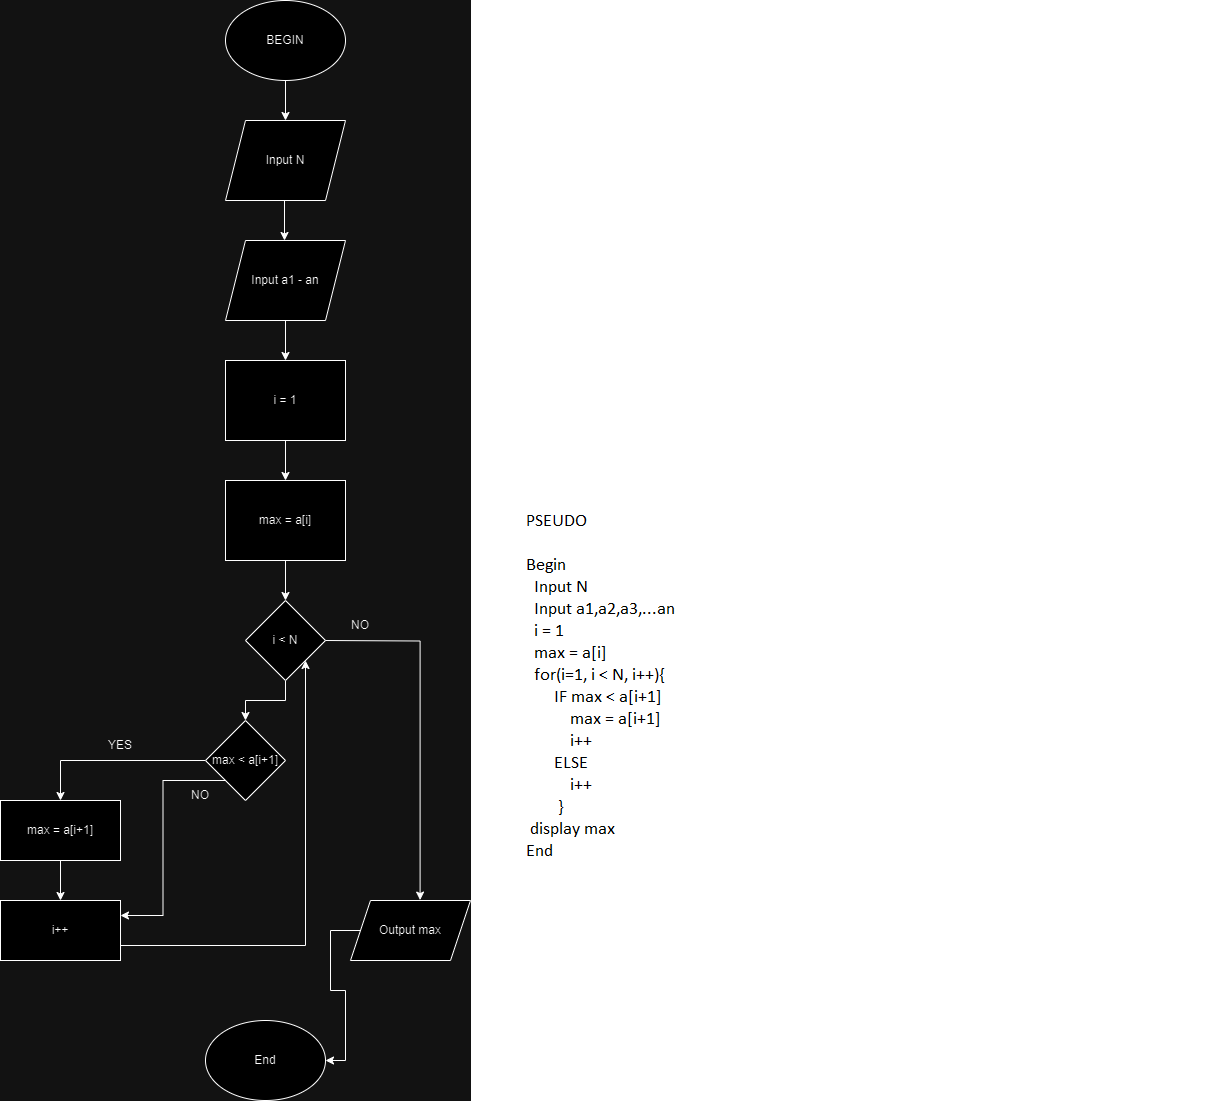 BEGIN
Input N
Input a1 - an
i = 1
max = a[i]
i < N
NO
max < a[i+1]
YES
NO
max = a[i+1]
i++
Output max
End
PSEUDO
Begin
Input N
Input a1,a2,a3,...an
i = 1
max = a[i]
for(i=1, i < N, i++){
IF max < a[i+1]
max = a[i+1]
i++
ELSE
i++
}
display max
End